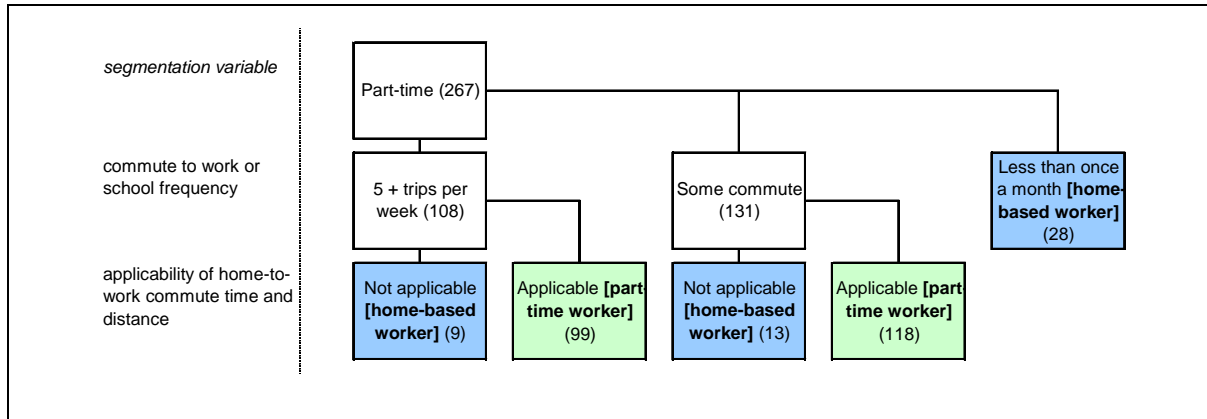 segmentation variable
Part-time (267)
commute to work or
school frequency
5 + trips per
week (108)
Some commute
(131)
Less than once
a month [home-
based worker]
(28)
applicability of home-to-
work commute time and
distance
Not applicable
[home-based
worker] (9)
Applicable [part-
time worker]
(99)
Not applicable
[home-based
worker] (13)
Applicable [part-
time worker]
(118)